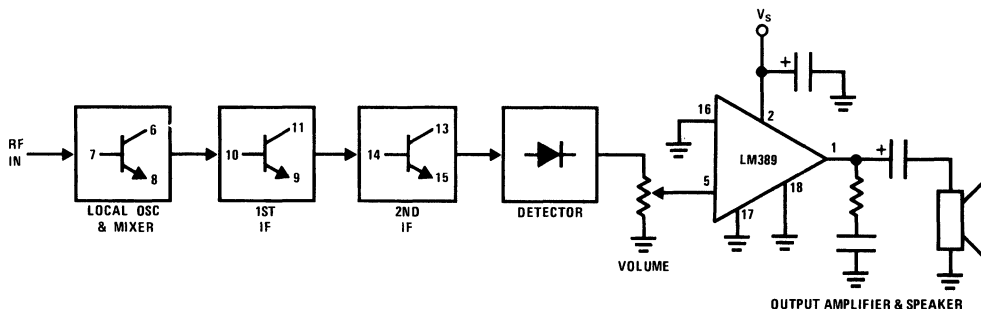 RF
IN
7
6
8
LOCAL OSC
& MIXER
10
11
9
1ST
IF
14
13
15
2ND
IF
DETECTOR
VOLUME
Vs
+
2
16
LM389
5
17
18
1
+
OUTPUT AMPLIFIER & SPEAKER